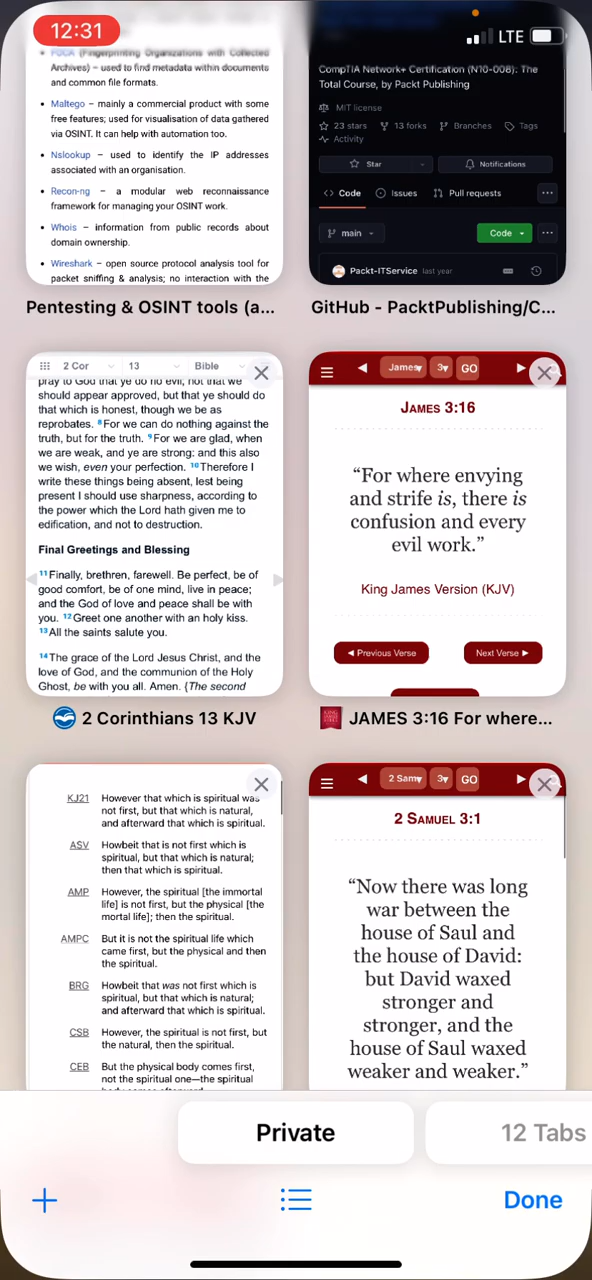 12:31
LTE
FOCA (Fingerprinting Organizations with Collected
Archives) – used to find metadata within documents
and common file formats.
• Maltego – mainly a commercial product with some
free features; used for visualisation of data gathered
via OSINT. It can help with automation too.
• Nslookup – used to identify the IP addresses
associated with an organisation.
• Recon-ng – a modular web reconnaissance
framework for managing your OSINT work.
• Whois – information from public records about
domain ownership.
• Wireshark – open source protocol analysis tool for
packet sniffing & analysis; no interaction with the
Pentesting & OSINT tools (a...
CompTIA Network+ Certification (N10-008): The
Total Course, by Packt Publishing
MIT license
23 stars 13 forks Branches Tags
Activity
Star Notifications
Code Issues Pull requests ...
main Code ...
Packt-ITService last year
GitHub - PacktPublishing/C...
2 Cor 13 Bible
pray to God that ye do no evil; not that we
should appear approved, but that ye should do
that which is honest, though we be as
reprobates. 8 For we can do nothing against the
truth, but for the truth. 9 For we are glad, when
we are weak, and ye are strong: and this also
we wish, even your perfection. 10 Therefore I
write these things being absent, lest being
present I should use sharpness, according to
the power which the Lord hath given me to
edification, and not to destruction.
Final Greetings and Blessing
11 Finally, brethren, farewell. Be perfect, be of
good comfort, be of one mind, live in peace;
and the God of love and peace shall be with
you. 12 Greet one another with an holy kiss.
13 All the saints salute you.
14 The grace of the Lord Jesus Christ, and the
love of God, and the communion of the Holy
Ghost, be with you all. Amen. {The second
2 Corinthians 13 KJV
James 3 GO
JAMES 3:16
“For where envying
and strife is, there is
confusion and every
evil work.”
King James Version (KJV)
◄ Previous Verse Next Verse ►
JAMES 3:16 For where...
KJ21 However that which is spiritual was
not first, but that which is natural,
and afterward that which is spiritual.
ASV Howbeit that is not first which is
spiritual, but that which is natural;
then that which is spiritual.
AMP However, the spiritual [the immortal
life] is not first, but the physical [the
mortal life]; then the spiritual.
AMPC But it is not the spiritual life which
came first, but the physical and then
the spiritual.
BRG Howbeit that was not first which is
spiritual, but that which is natural;
and afterward that which is spiritual.
CSB However, the spiritual is not first, but
the natural, then the spiritual.
CEB But the physical body comes first,
not the spiritual one—the spiritual
2 Sam 3 GO
2 SAMUEL 3:1
“Now there was long
war between the
house of Saul and
the house of David:
but David waxed
stronger and
stronger, and the
house of Saul waxed
weaker and weaker.”
Private
12 Tabs
Done